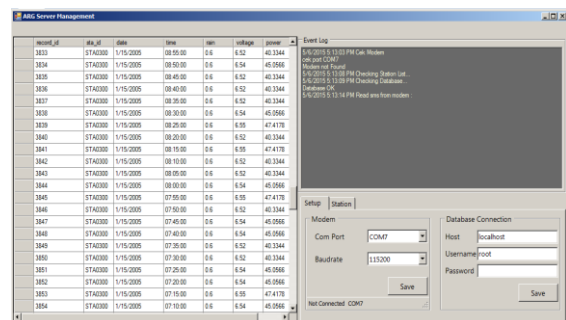 ARG Server Management
record_id sta_id date time rain voltage power
3833 STA0300 1/15/2005 08:55:00 0.6 6.52 40.3344
3834 STA0300 1/15/2005 08:50:00 0.6 6.54 45.0566
3835 STA0300 1/15/2005 08:45:00 0.6 6.52 40.3344
3836 STA0300 1/15/2005 08:40:00 0.6 6.52 40.3344
3837 STA0300 1/15/2005 08:35:00 0.6 6.52 40.3344
3838 STA0300 1/15/2005 08:30:00 0.6 6.54 45.0566
3839 STA0300 1/15/2005 08:25:00 0.6 6.55 47.4178
3840 STA0300 1/15/2005 08:20:00 0.6 6.52 40.3344
3841 STA0300 1/15/2005 08:15:00 0.6 6.55 47.4178
3842 STA0300 1/15/2005 08:10:00 0.6 6.52 40.3344
3843 STA0300 1/15/2005 08:05:00 0.6 6.52 40.3344
3844 STA0300 1/15/2005 08:00:00 0.6 6.54 45.0566
3845 STA0300 1/15/2005 07:55:00 0.6 6.55 47.4178
3846 STA0300 1/15/2005 07:50:00 0.6 6.52 40.3344
3847 STA0300 1/15/2005 07:45:00 0.6 6.54 45.0566
3848 STA0300 1/15/2005 07:40:00 0.6 6.54 45.0566
3849 STA0300 1/15/2005 07:35:00 0.6 6.52 40.3344
3850 STA0300 1/15/2005 07:30:00 0.6 6.52 40.3344
3851 STA0300 1/15/2005 07:25:00 0.6 6.54 45.0566
3852 STA0300 1/15/2005 07:20:00 0.6 6.54 45.0566
3853 STA0300 1/15/2005 07:15:00 0.6 6.55 47.4178
3854 STA0300 1/15/2005 07:10:00 0.6 6.54 45.0566
Event Log
5/6/2015 5:13:03 PM Cek Modem
cek port COM7
Modem not Found
5/6/2015 5:13:08 PM Checking Station List...
5/6/2015 5:13:09 PM Checking Database...
Database OK
5/6/2015 5:13:14 PM Read sms from modem :
Setup Station
Modem
Com Port COM7
Baudrate 115200
Save
Not Connected COM7
Database Connection
Host localhost
Username root
Password
Save